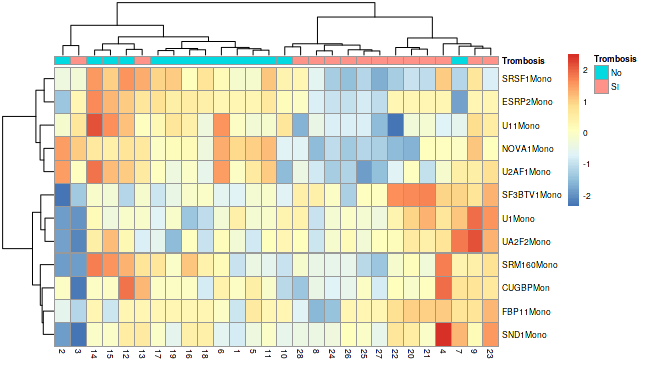 Trombosis
Trombosis
No
SI
2
1
0
-1
-2
SRSF1Mono
ESRP2Mono
U11Mono
NOVA1Mono
U2AF1Mono
SF3BTV1Mono
U1Mono
UA2F2Mono
SRM160Mono
CUGBPMon
FBP11Mono
SND1Mono
2 3 14 15 12 13 17 19 16 18 6 1 5 11 10 28 8 24 26 25 27 22 20 21 4 7 9 23